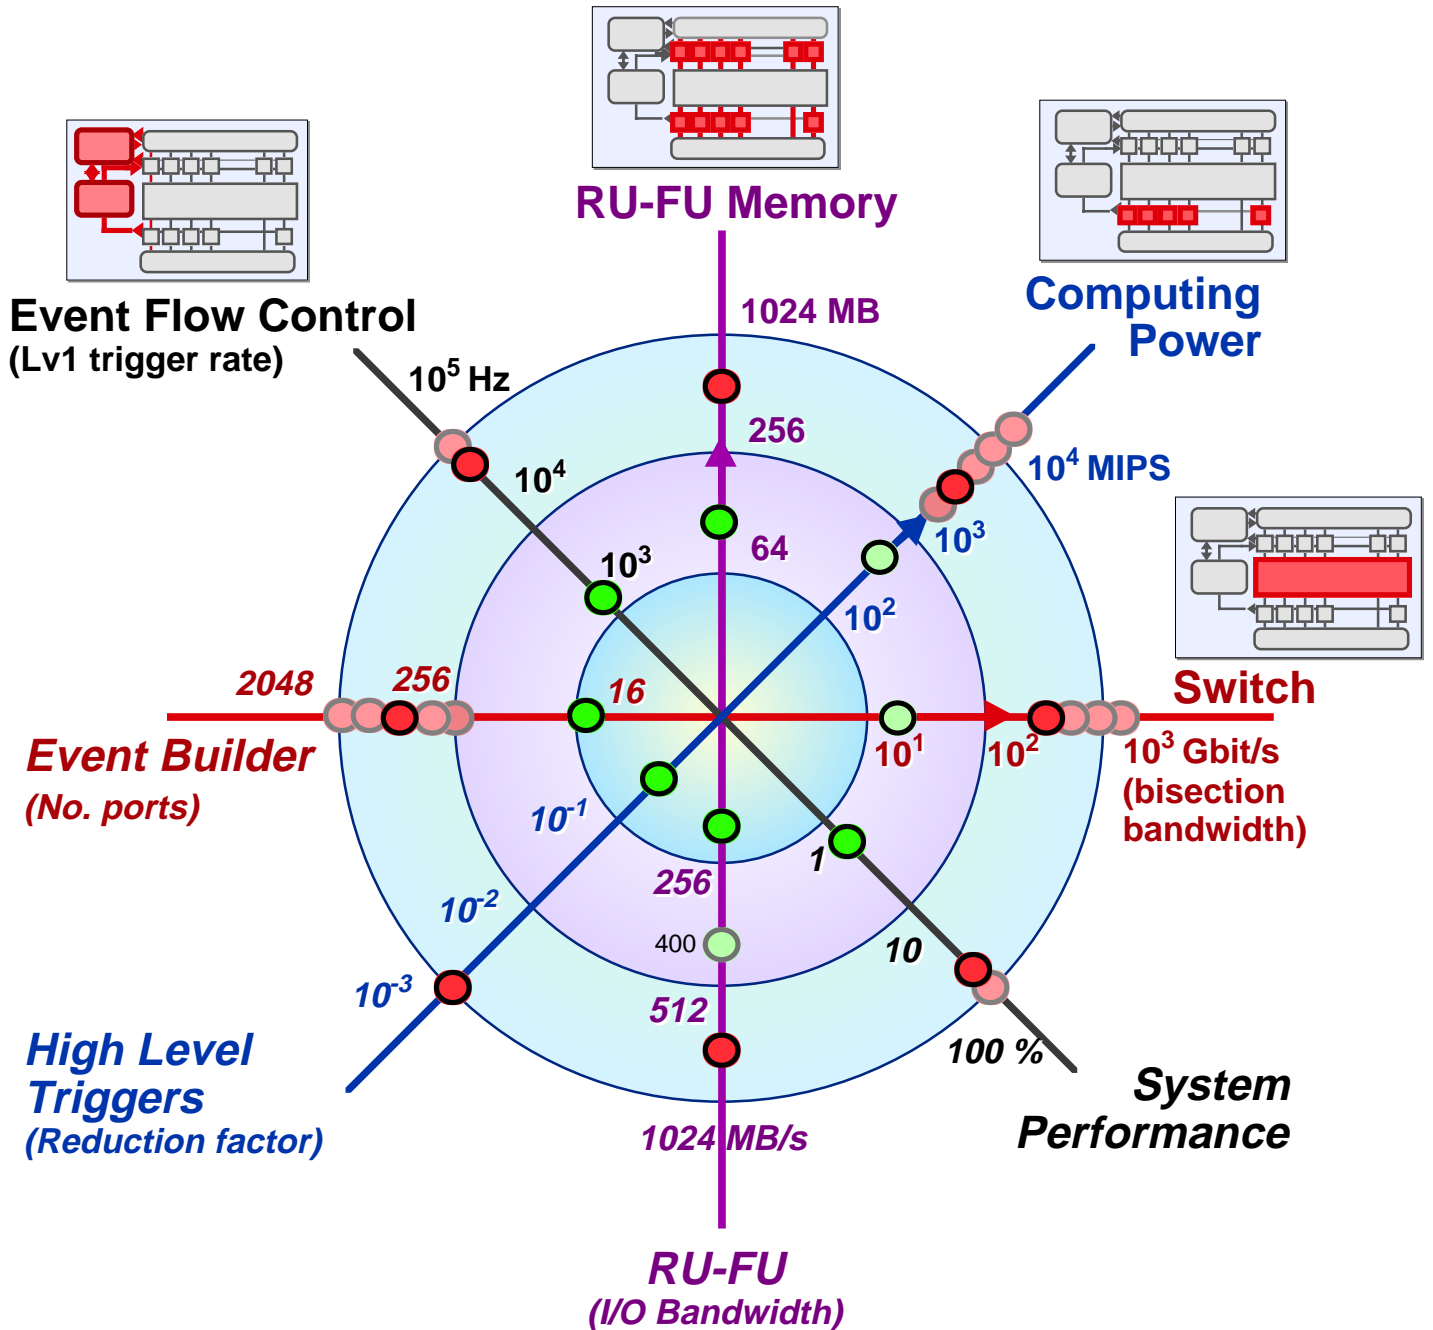 RU-FU Memory
Computing
Power
Event Flow Control
(Lv1 trigger rate)
1024 MB
10⁵ Hz
256
10⁴ MIPS
10⁴
10³
64
10³
10²
Switch
2048
256
16
10¹
10²
10³ Gbit/s
(bisection
bandwidth)
Event Builder
(No. ports)
10⁻¹
1
256
10⁻²
400
10
10⁻³
512
100 %
High Level
Triggers
(Reduction factor)
System
Performance
1024 MB/s
RU-FU
(I/O Bandwidth)